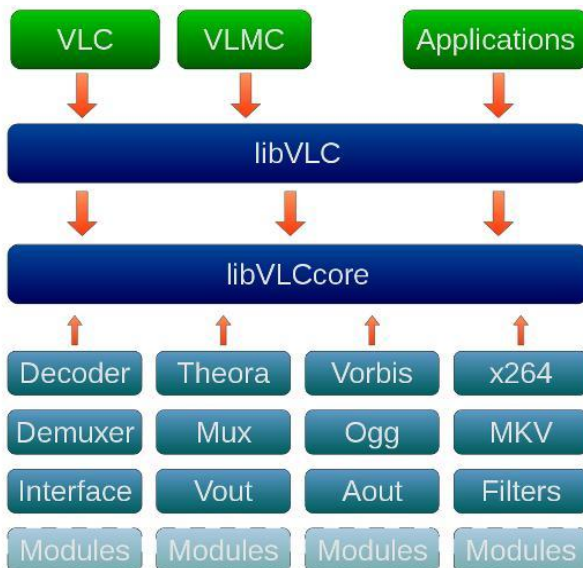 VLC VLMC Applications
libVLC
libVLCcore
Decoder Theora Vorbis x264
Demuxer Mux Ogg MKV
Interface Vout Aout Filters
Modules Modules Modules Modules